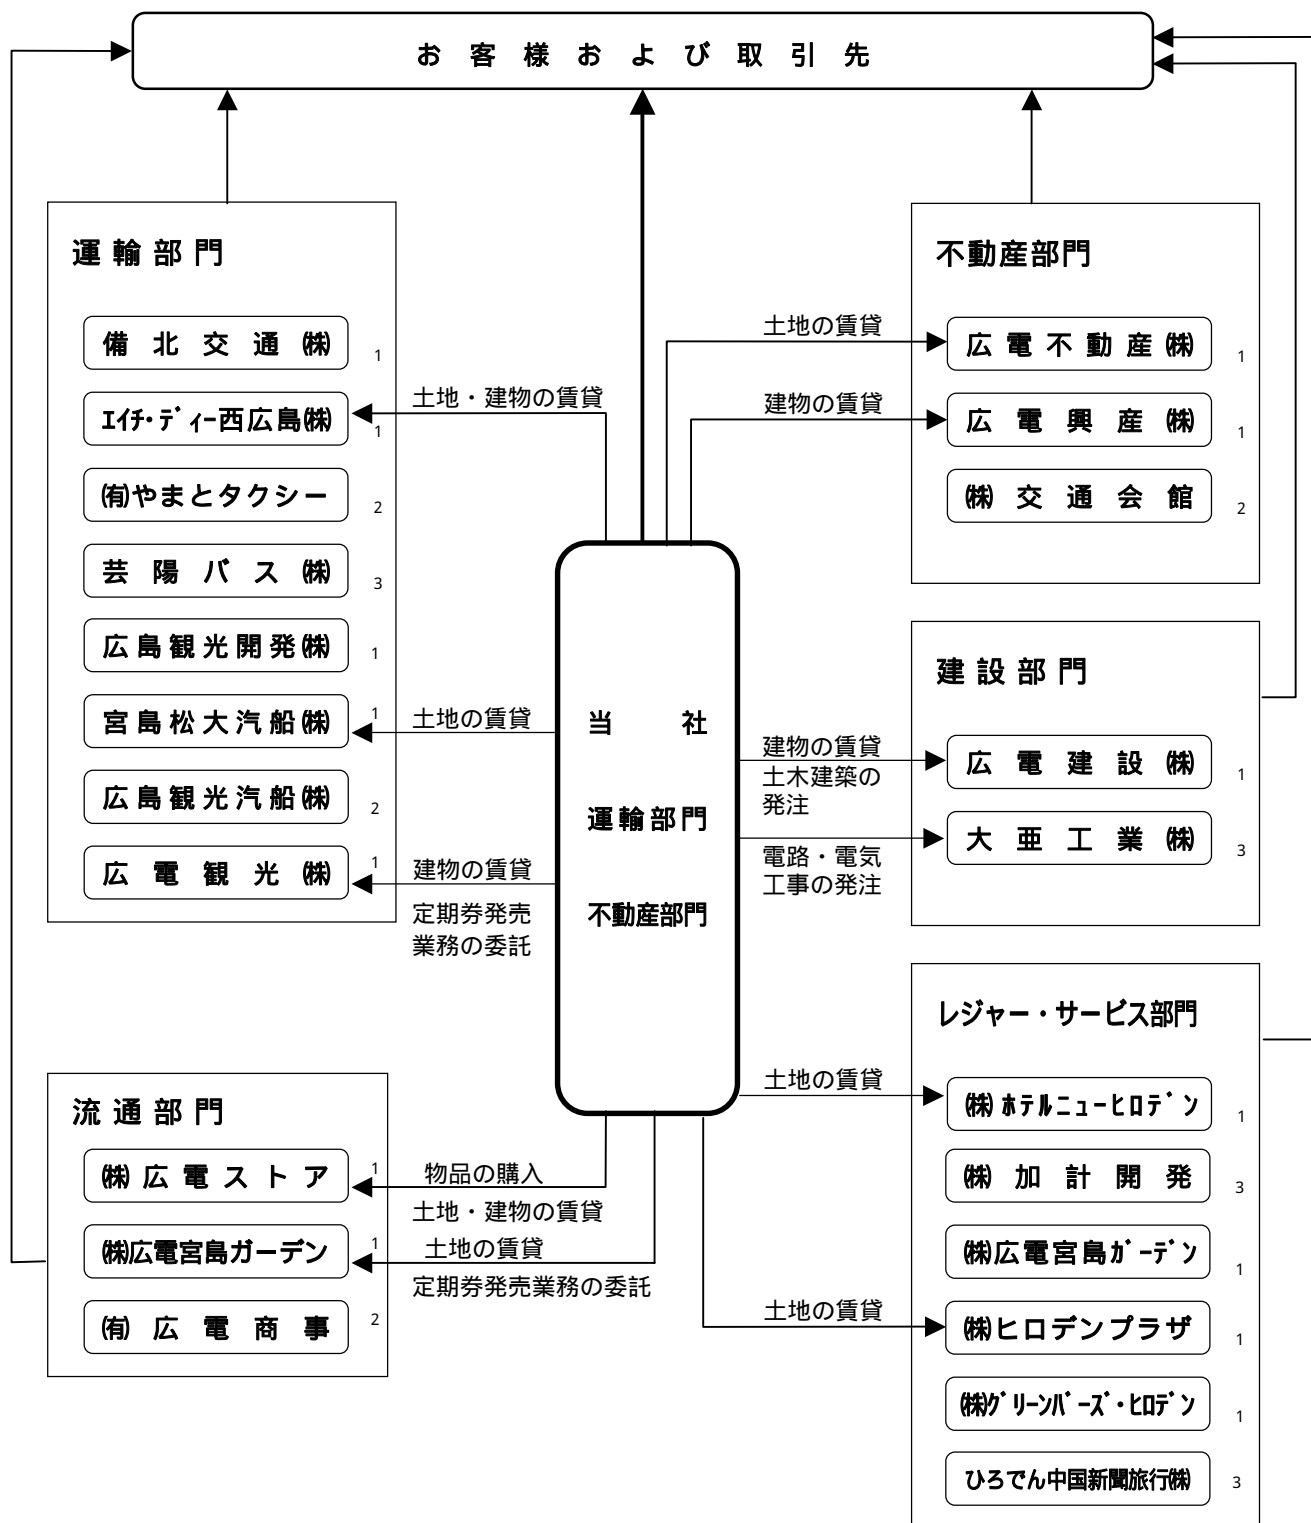 お客様および取引先
運輸部門
備北交通㈱ 1
土地・建物の賃貸
ｴｲﾁ･ﾃﾞｨｰ西広島㈱ 1
㈲やまとタクシー 2
芸陽バス㈱ 3
広島観光開発㈱ 1
土地の賃貸
宮島松大汽船㈱ 1
広島観光汽船㈱ 2
建物の賃貸
広電観光㈱ 1
定期券発売
業務の委託
流通部門
物品の購入
㈱広電ストア 1
土地・建物の賃貸
土地の賃貸
㈱広電宮島ガーデン 1
定期券発売業務の委託
㈲広電商事 2
当社
運輸部門
不動産部門
不動産部門
土地の賃貸
広電不動産㈱ 1
建物の賃貸
広電興産㈱ 1
㈱交通会館 2
建設部門
建物の賃貸
土木建築の
発注
広電建設㈱ 1
大亜工業㈱ 3
電路・電気
工事の発注
レジャー・サービス部門
土地の賃貸
㈱ﾎﾃﾙﾆｭｰﾋﾛﾃﾞﾝ 1
㈱加計開発 3
㈱広電宮島ｶﾞｰﾃﾞﾝ 1
土地の賃貸
㈱ヒロデンプラザ 1
㈱ｸﾞﾘｰﾝﾊﾞｰｽﾞ・ﾋﾛﾃﾞﾝ 1
ひろでん中国新聞旅行㈱ 3